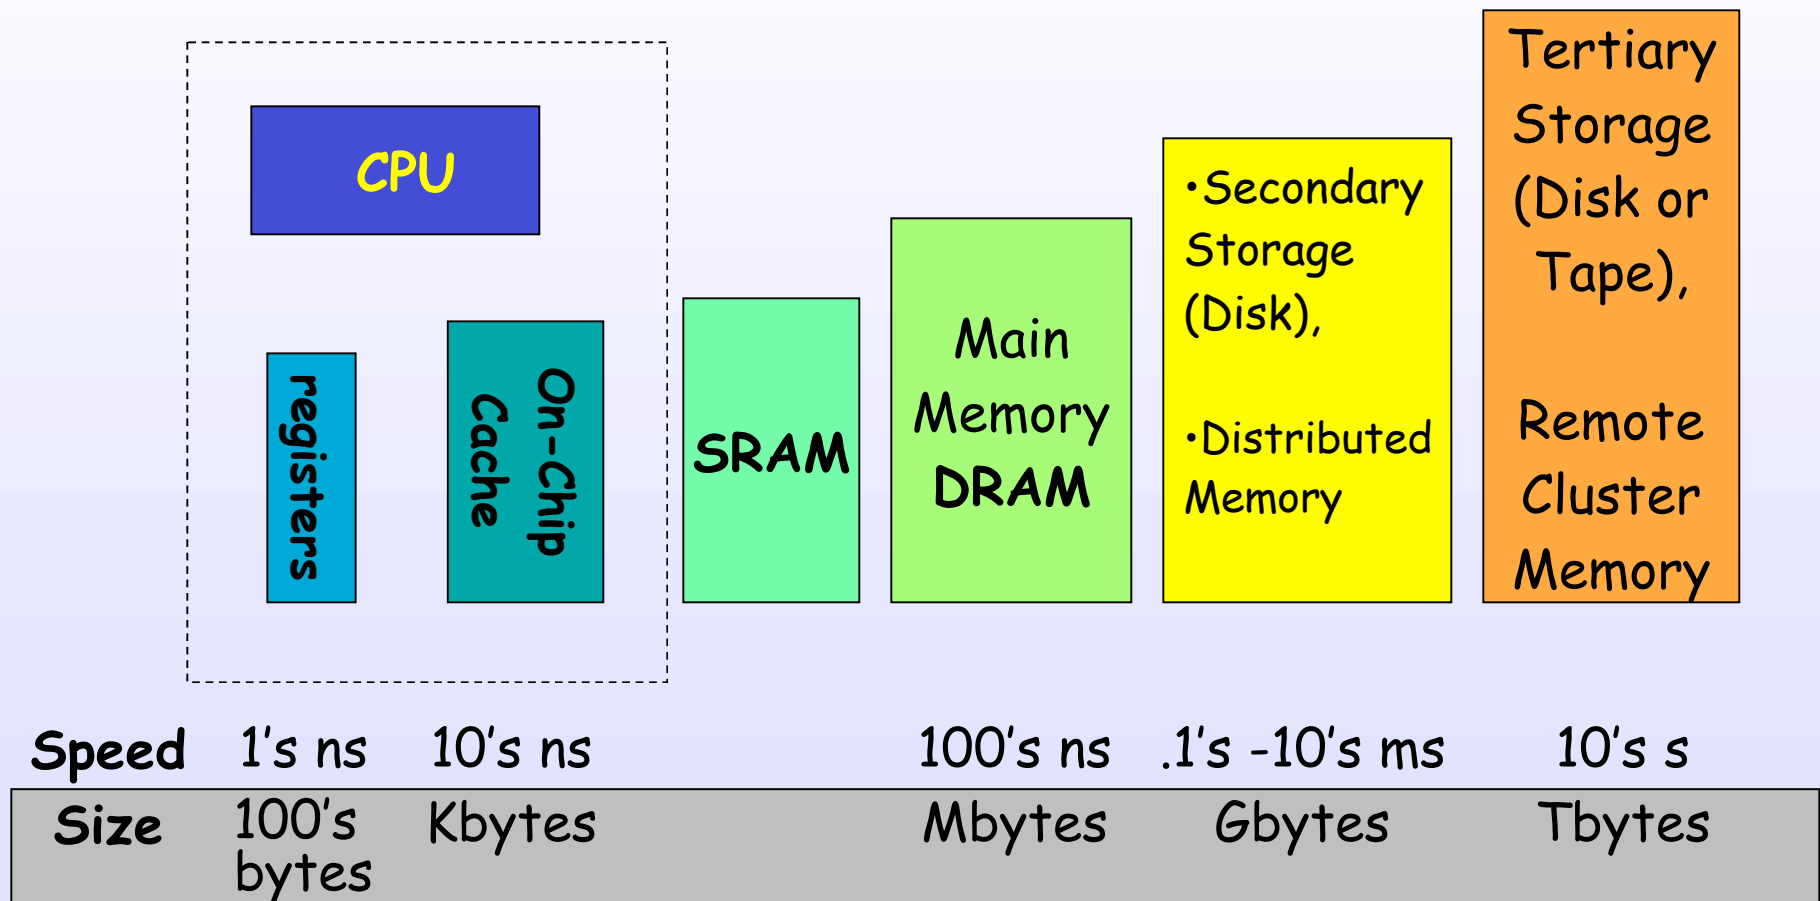 CPU
registers
On-Chip
Cache
SRAM
Main
Memory
DRAM
•Secondary
Storage
(Disk),
•Distributed
Memory
Tertiary
Storage
(Disk or
Tape),
Remote
Cluster
Memory
Speed 1's ns 10's ns 100's ns .1's -10's ms 10's s
Size 100's Kbytes Mbytes Gbytes Tbytes
bytes